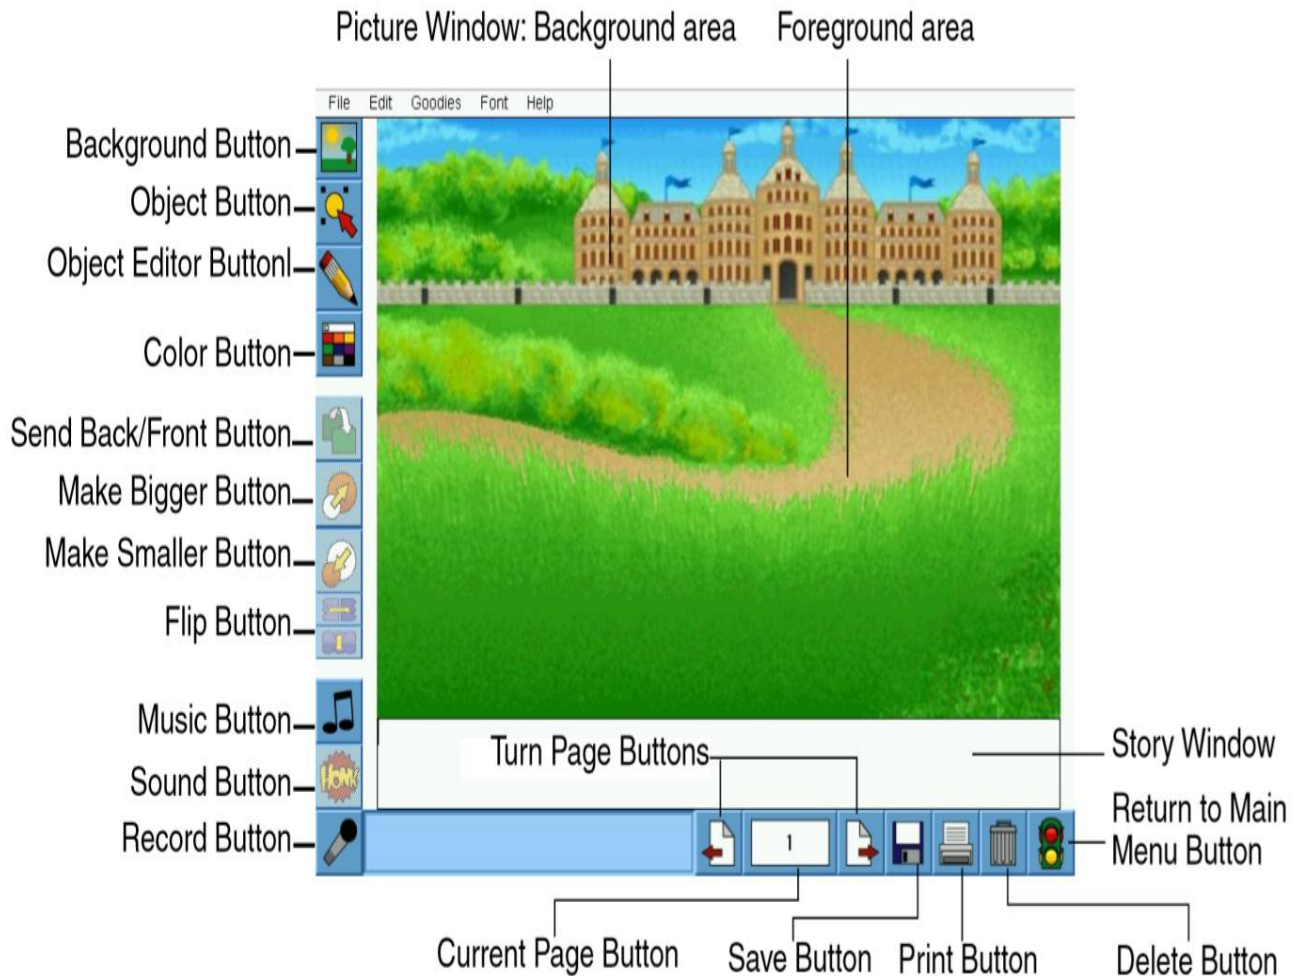 Picture Window: Background area Foreground area
File Edit Goodies Font Help
Background Button
Object Button
Object Editor Buttonl
Color Button
Send Back/Front Button
Make Bigger Button
Make Smaller Button
Flip Button
Music Button
Turn Page Buttons
Story Window
Sound Button
HONK
Record Button
1
Return to Main
Menu Button
Current Page Button
Save Button
Print Button
Delete Button